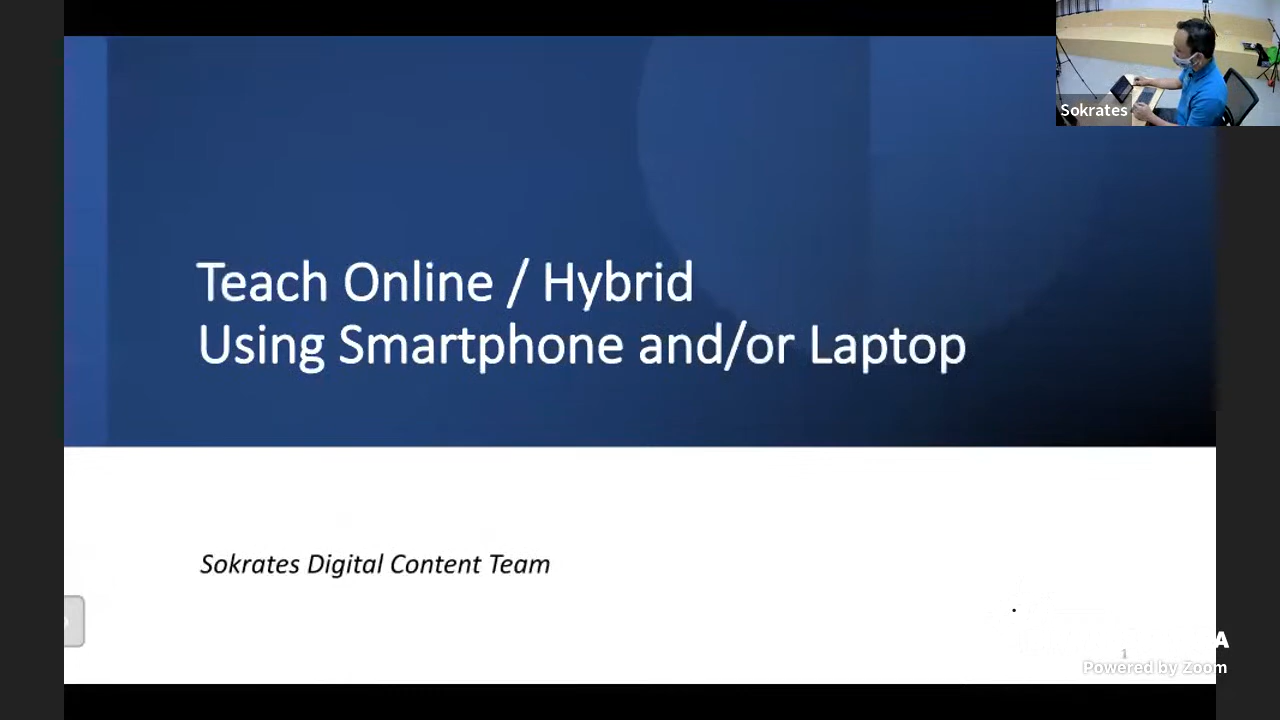 Sokrates
Teach Online / Hybrid
Using Smartphone and/or Laptop
Sokrates Digital Content Team
A
1
Powered by Zoom